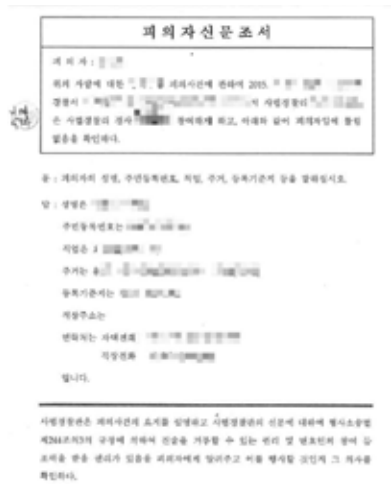 피의자신문조서
피 의 자 :
위의 사람에 대한 피의사건에 관하여 2015.
경찰서 사법경찰리
은 사법경찰리 경사 참여하게 하고, 아래와 같이 피의자임에 틀림
없음을 확인하다.
문 : 피의자의 성명, 주민등록번호, 직업, 주거, 등록기준지 등을 말하십시오.
답 : 성명은
주민등록번호는
직업은
주거는
등록기준지는
직장주소는
연락처는 자택전화
직장전화
입니다.
사법경찰관은 피의사건의 요지를 설명하고 사법경찰관의 신문에 대하여 형사소송법
제244조의3의 규정에 의하여 진술을 거부할 수 있는 권리 및 변호인의 참여 등
조력을 받을 권리가 있음을 피의자에게 알려주고 이를 행사할 것인지 그 의사를
확인하다.